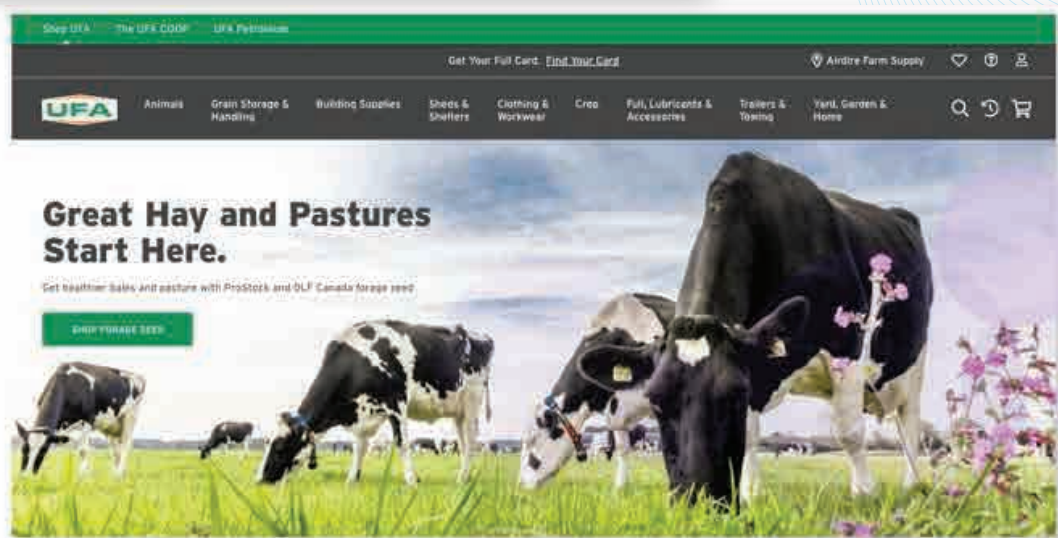 Shop UFA The UFA COOP UFA Petroleum
Get Your Full Card. Find Your Card Airdire Farm Supply
UFA Animals Grain Storage & Handling Building Supplies Sheds & Shelters Clothing & Workwear Crop Full, Lubricants & Accessories Trailers & Towing Yard, Garden & Home
Great Hay and Pastures
Start Here.
Get healthier bales and pasture with ProStock and DLF Canada forage seed
SHOP FORAGE SEED